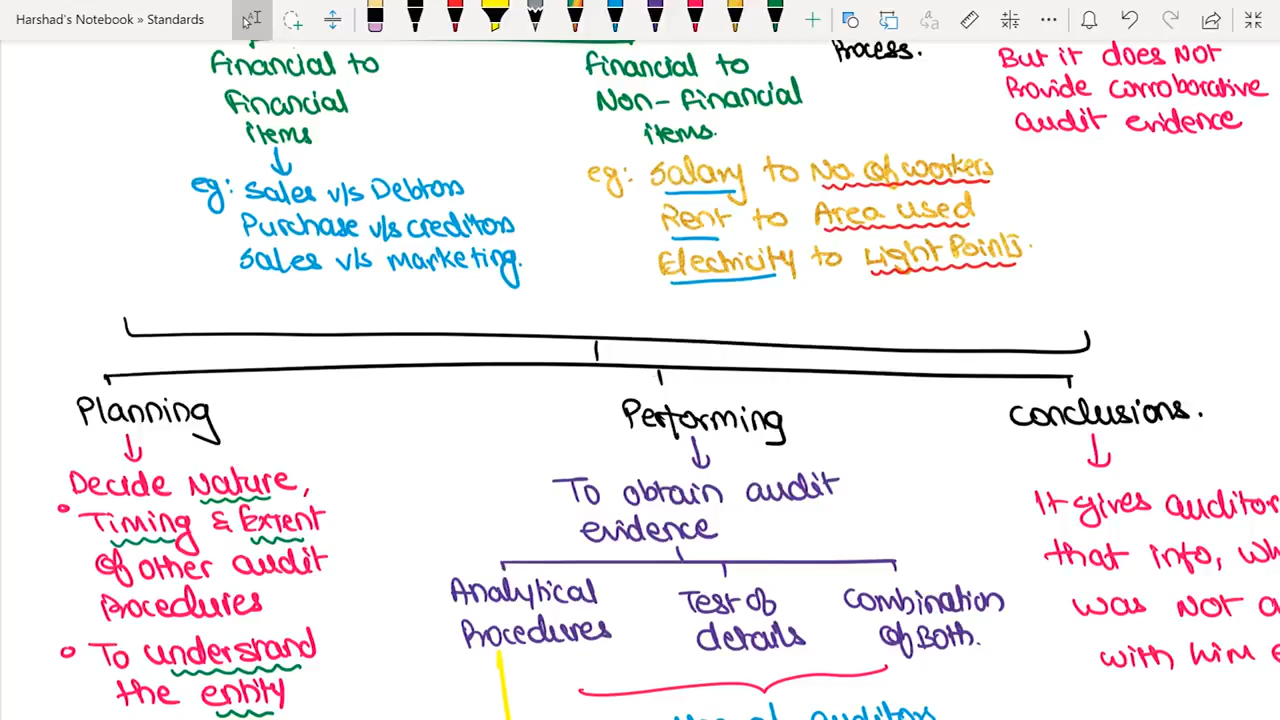 Harshad's Notebook » Standards
Financial to
Financial
items
eg: Sales v/s Debtors
Purchase v/s creditors
Sales v/s marketing.
Financial to
Non-Financial
items.
eg: Salary to No of workers
Rent to Area used
Electricity to Light Points.
Process.
But it does Not
Provide corroborative
audit evidence
Planning
Decide Nature,
Timing & Extent
of other audit
Procedures
To understand
the entity
Performing
To obtain audit
evidence
Analytical
Procedures
Test of
details
Combination
of Both.
conclusions.
It gives auditor
that info,
was Not
with him
auditors